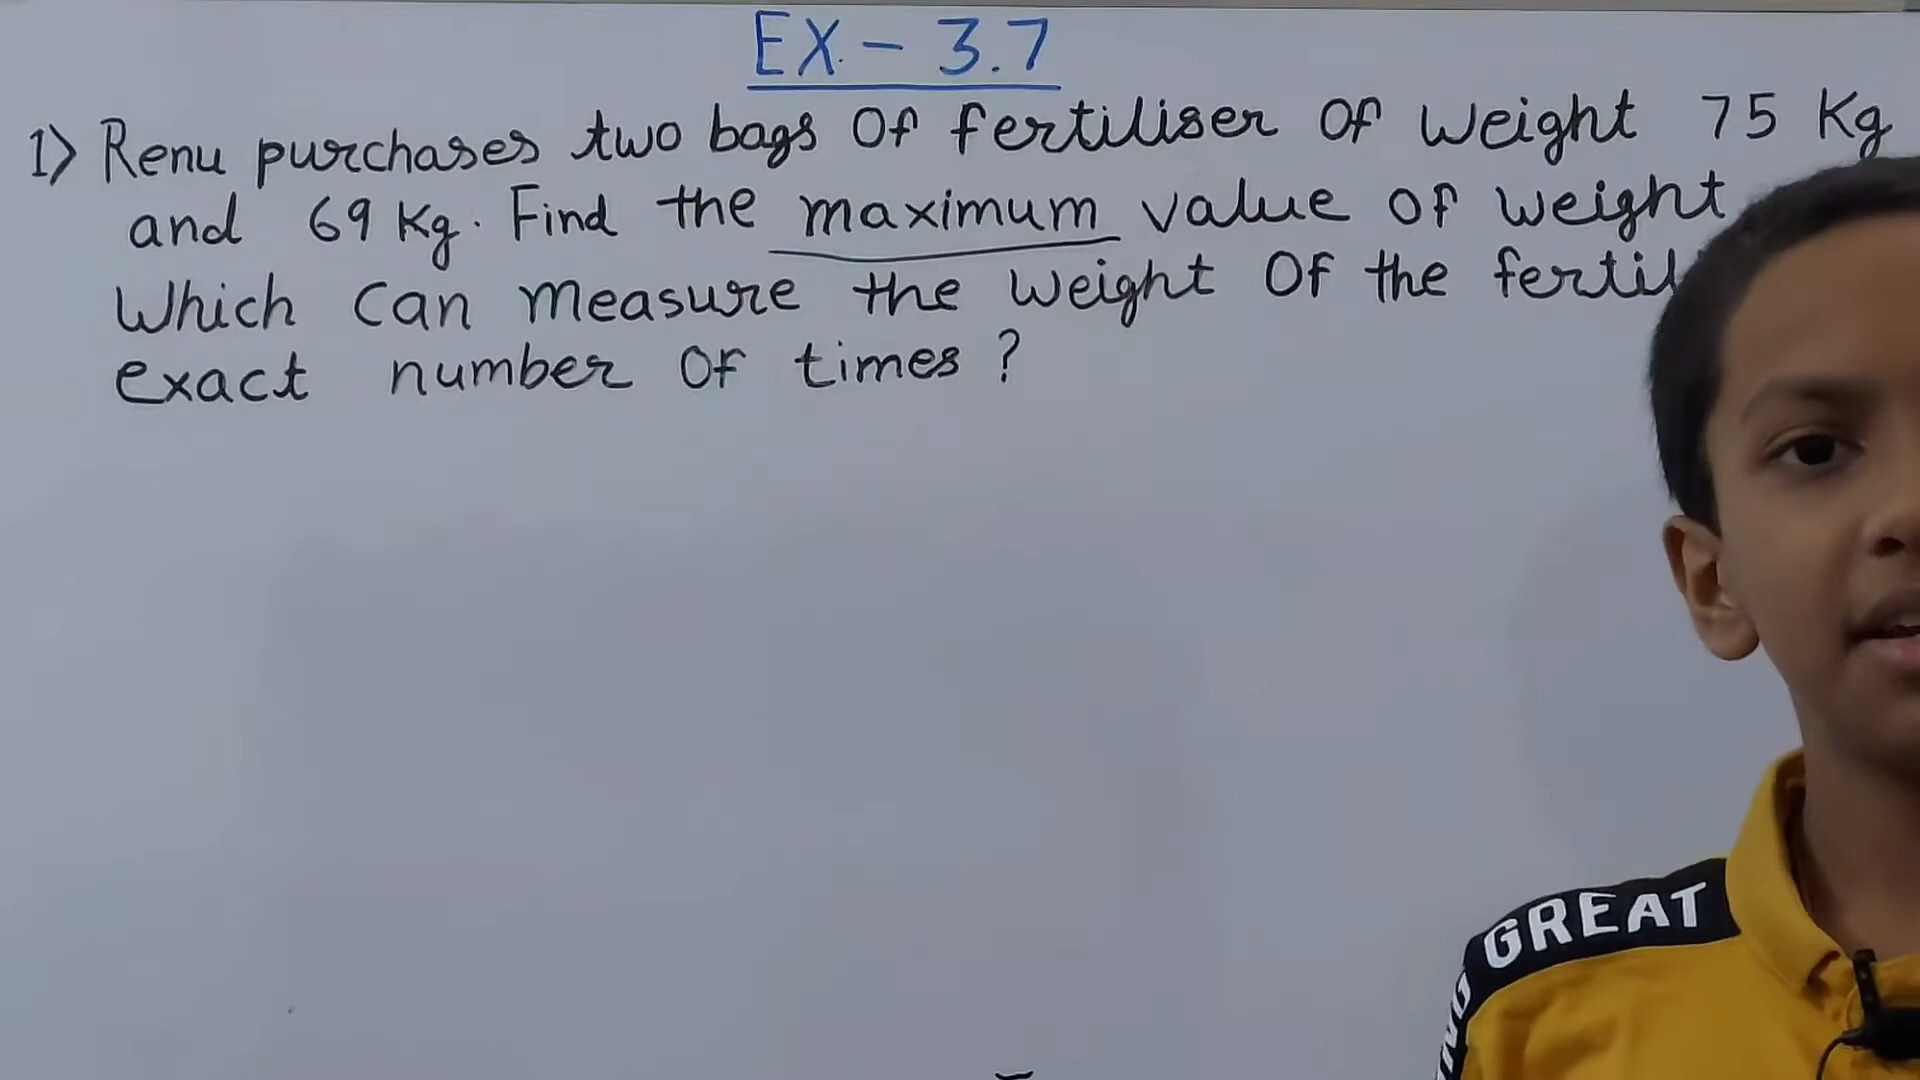 EX.- 3.7
1) Renu purchases two bags Of fertiliser Of Weight 75 Kg
and 69 Kg. Find the maximum value of weight
Which Can measure the Weight Of the
exact number Of times ?
GREAT